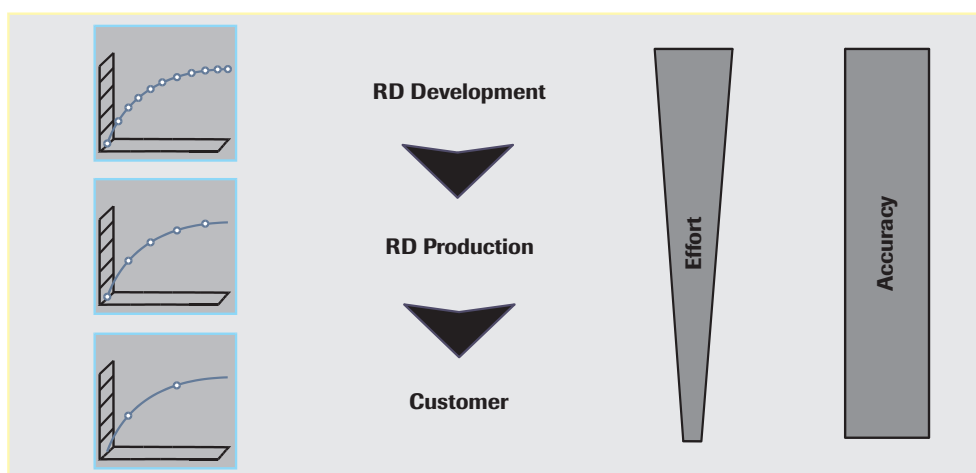 RD Development
RD Production
Customer
Effort
Accuracy